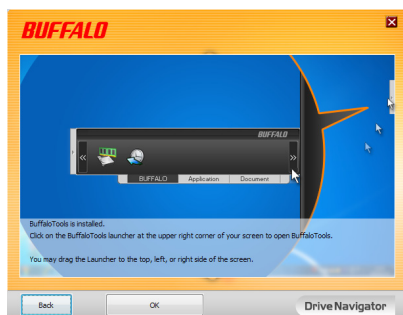 BUFFALO
BUFFALO
BUFFALO Application Document
BuffaloTools is installed.
Click on the BuffaloTools launcher at the upper right corner of your screen to open BuffaloTools.
You may drag the Launcher to the top, left, or right side of the screen.
Back OK DriveNavigator